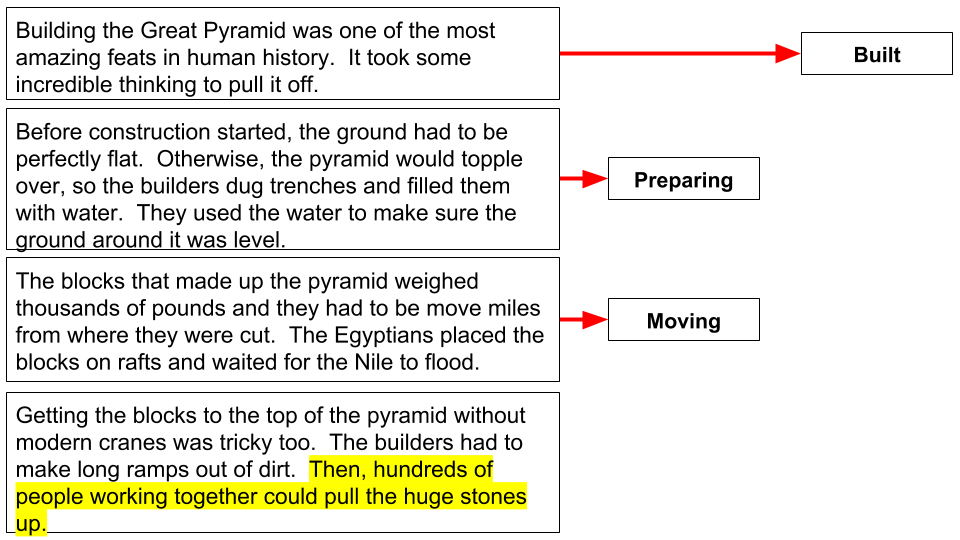 Building the Great Pyramid was one of the most
amazing feats in human history.  It took some
incredible thinking to pull it off.
Built
Before construction started, the ground had to be
perfectly flat.  Otherwise, the pyramid would topple
over, so the builders dug trenches and filled them
with water.  They used the water to make sure the
ground around it was level.
Preparing
The blocks that made up the pyramid weighed
thousands of pounds and they had to be move miles
from where they were cut.  The Egyptians placed the
blocks on rafts and waited for the Nile to flood.
Moving
Getting the blocks to the top of the pyramid without
modern cranes was tricky too.  The builders had to
make long ramps out of dirt.  Then, hundreds of
people working together could pull the huge stones
up.